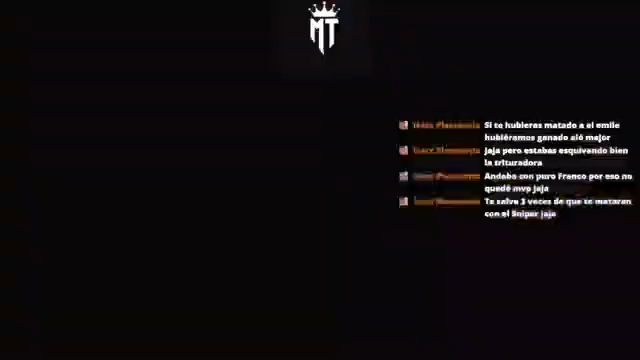 MT
Si te hubieras matado a el emile
hubiéramos ganado aló mejor
Jaja pero estabas esquivando bien
la trituradora
Andaba con puro Franco por eso no
quedé mvp jaja
Te salve 3 veces de que te mataran
con el Sniper jaja